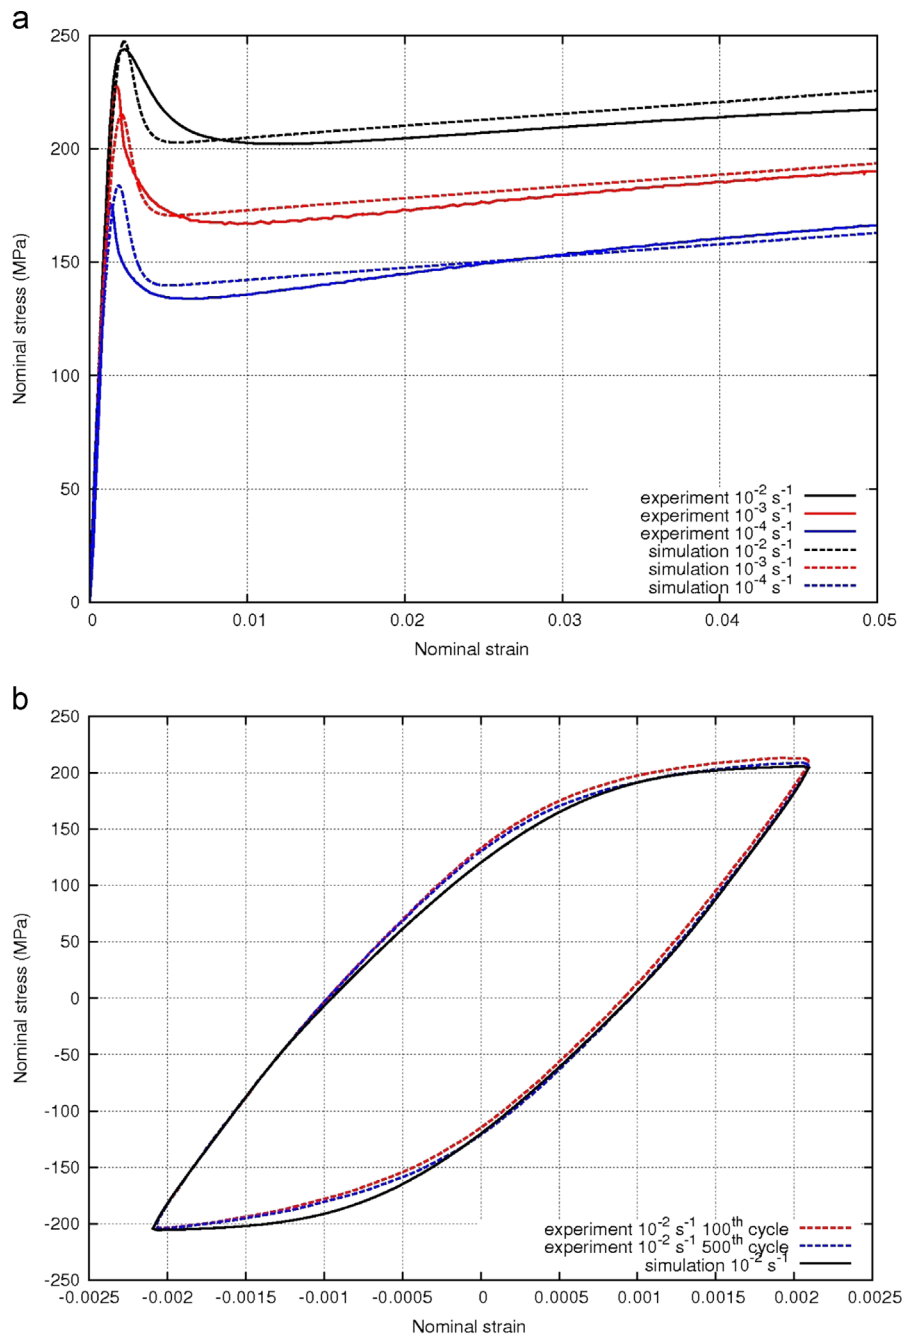 a
250
200
150
100
50
0
Nominal stress (MPa)
experiment 10-2 s-1
experiment 10-3 s-1
experiment 10-4 s-1
simulation 10-2 s-1
simulation 10-3 s-1
simulation 10-4 s-1
0 0.01 0.02 0.03 0.04 0.05
Nominal strain
b
250
200
150
100
50
0
-50
-100
-150
-200
-250
Nominal stress (MPa)
experiment 10-2 s-1 100th cycle
experiment 10-2 s-1 500th cycle
simulation 10-2 s-1
-0.0025 -0.002 -0.0015 -0.001 -0.0005 0 0.0005 0.001 0.0015 0.002 0.0025
Nominal strain